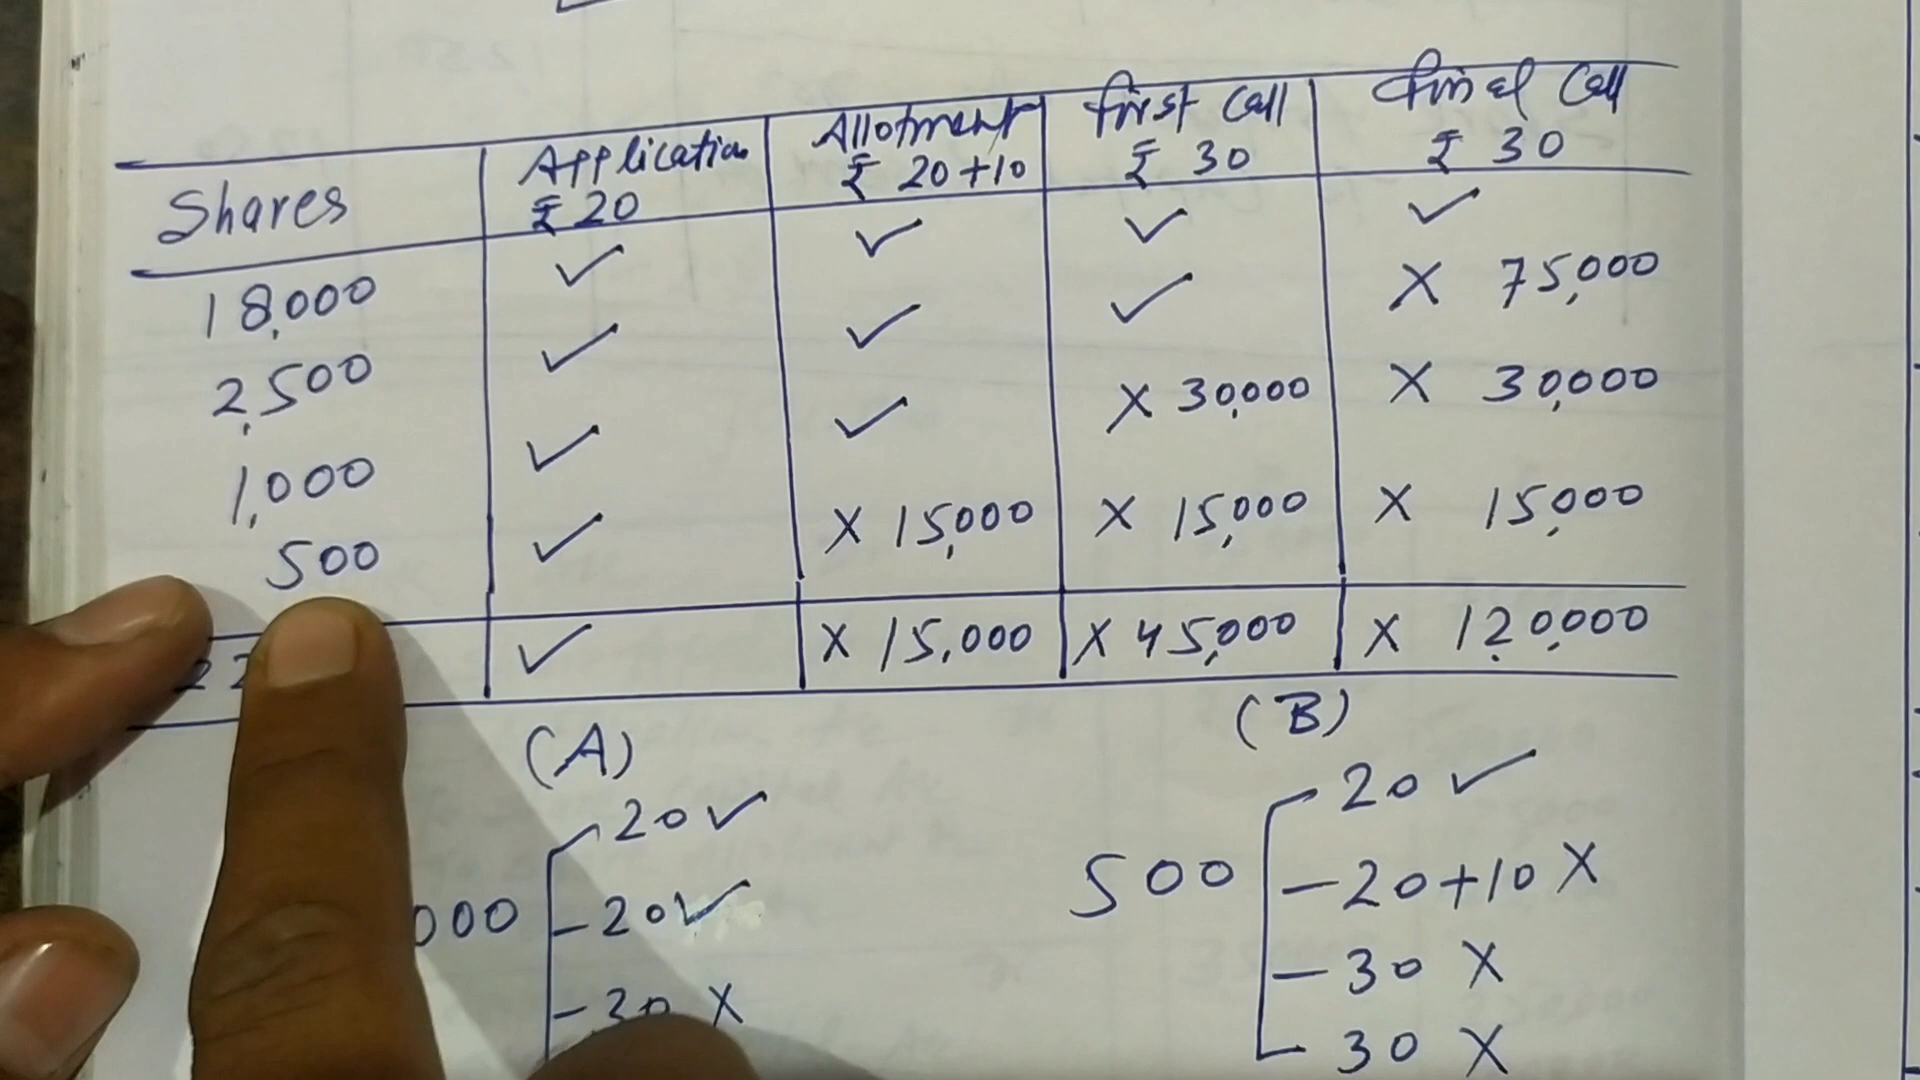 Shares Application Allotment First Call Final Call
₹ 20 ₹ 20+10 ₹ 30 ₹ 30
18,000 ✓ ✓ ✓ ✓
2,500 ✓ ✓ ✓ X 75,000
1,000 ✓ ✓ X 30,000 X 30,000
500 ✓ X 15,000 X 15,000 X 15,000
✓ X 15,000 X 45,000 X 120,000
(A) (B)
20 ✓
- 20 ✓
- 30 X
500
20 ✓
- 20+10 X
- 30 X
30 X